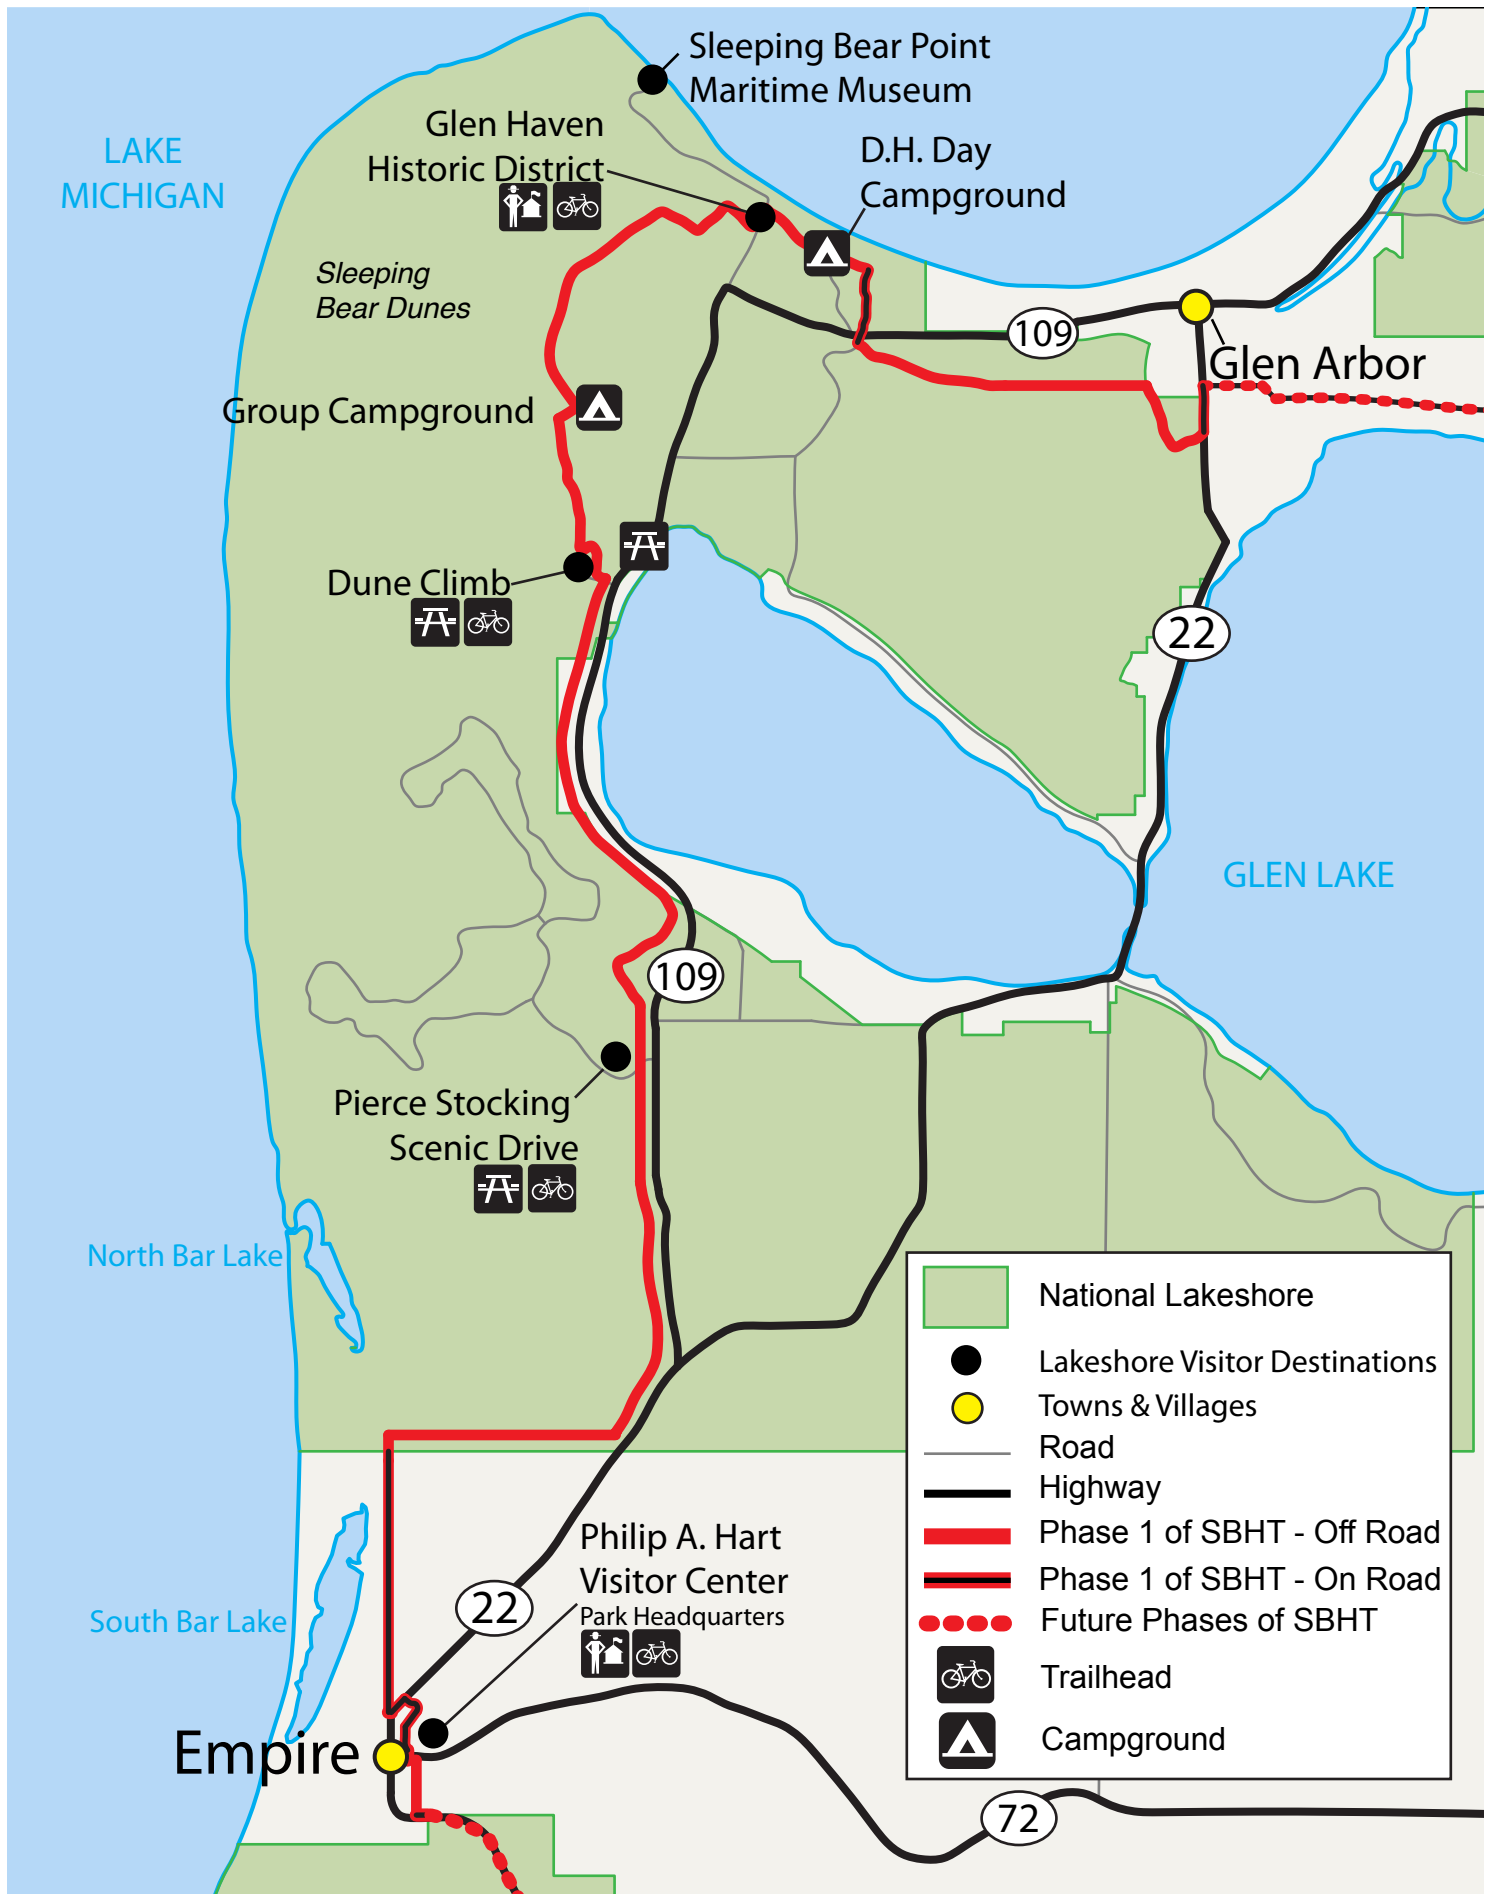 Sleeping Bear Point
Maritime Museum
Glen Haven
Historic District
D.H. Day
Campground
LAKE
MICHIGAN
Sleeping
Bear Dunes
109
Glen Arbor
Group Campground
Dune Climb
22
GLEN LAKE
109
Pierce Stocking
Scenic Drive
North Bar Lake
National Lakeshore
Lakeshore Visitor Destinations
Towns & Villages
Road
Highway
Phase 1 of SBHT - Off Road
Phase 1 of SBHT - On Road
Future Phases of SBHT
Trailhead
Campground
Philip A. Hart
Visitor Center
Park Headquarters
22
South Bar Lake
Empire
72